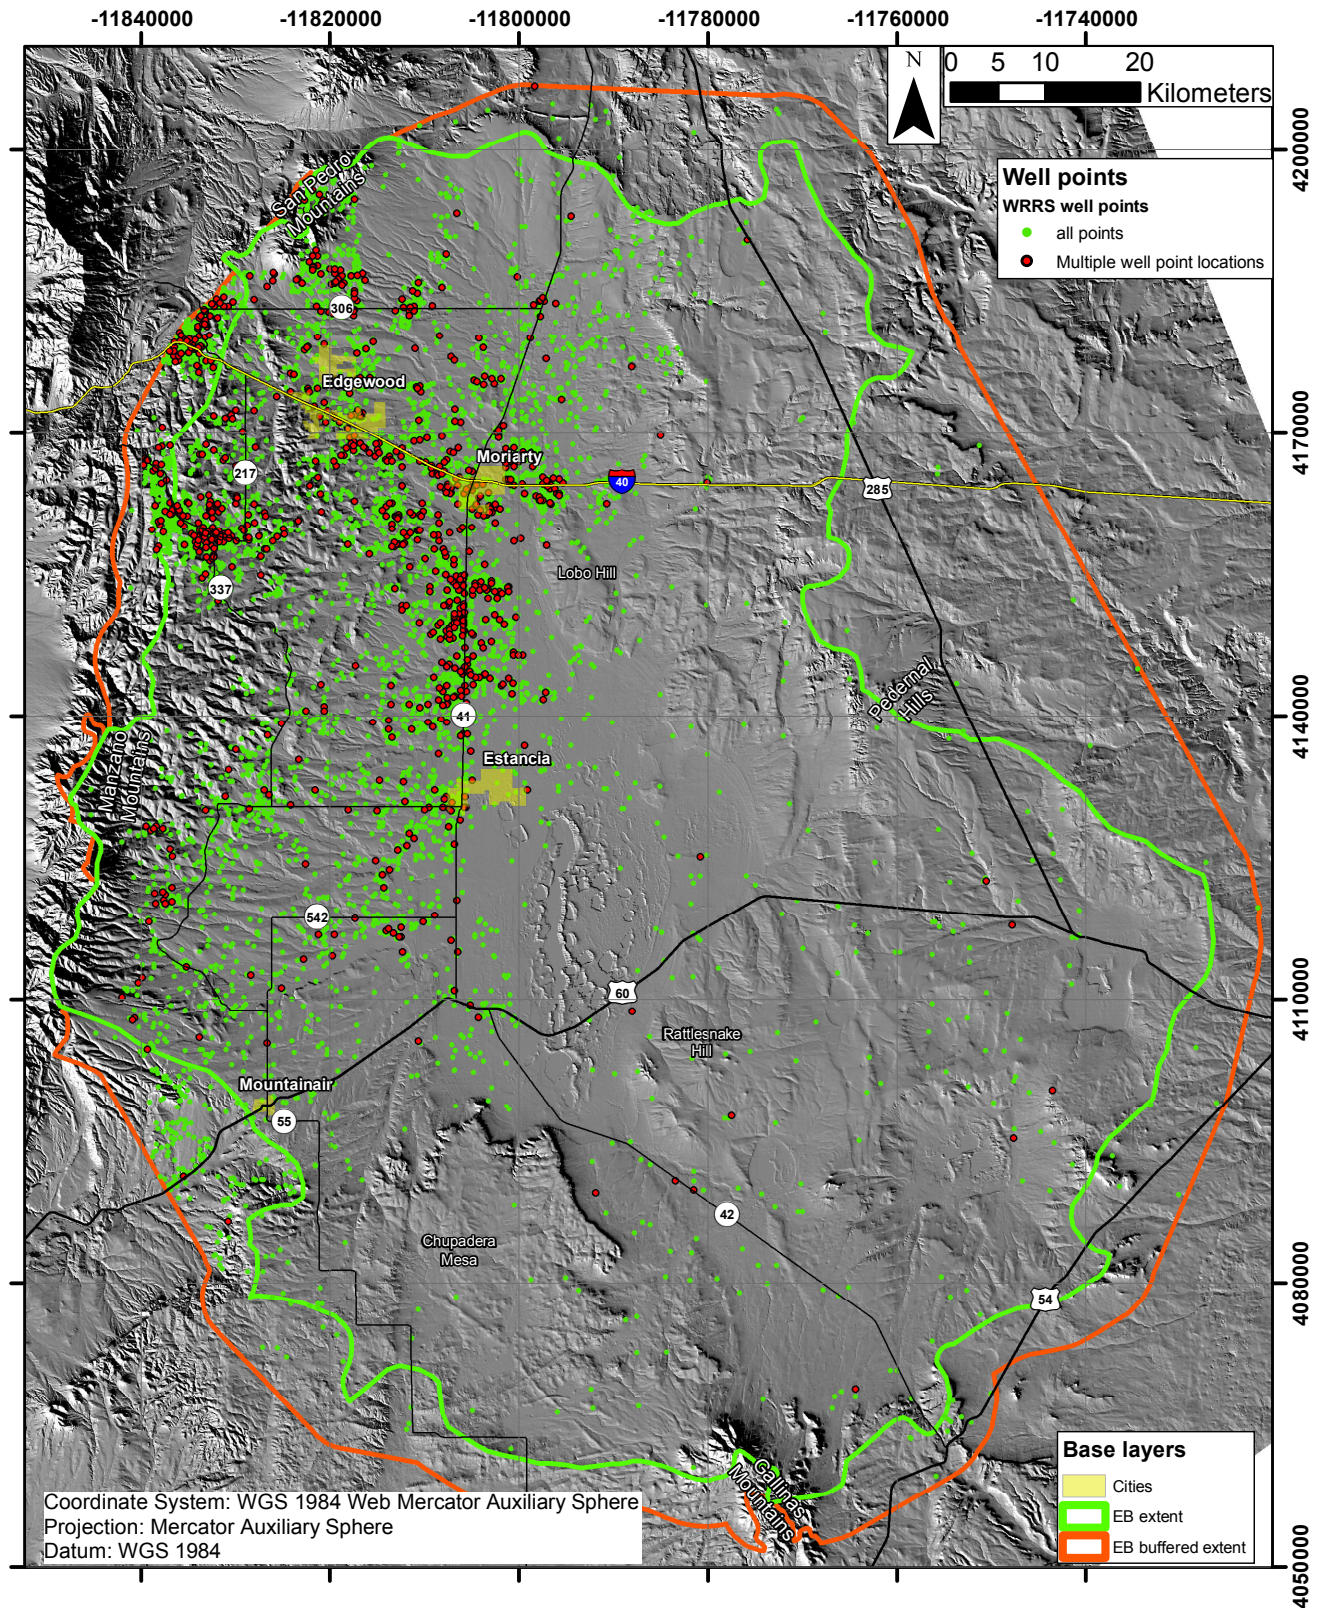 -11840000 -11820000 -11800000 -11780000 -11760000 -11740000
N
0 5 10 20
Kilometers
4200000
Well points
WRRS well points
all points
Multiple well point locations
San Pedro
Mountains
306
Edgewood
4170000
Moriarty
217
40
285
Lobo Hill
337
Pedernal
Hills
41
4140000
Manzano
Mountains
Estancia
542
60
4110000
Rattlesnake
Hill
Mountainair
55
42
Chupadera
Mesa
4080000
54
Gallinas
Mountains
Base layers
Cities
EB extent
EB buffered extent
Coordinate System: WGS 1984 Web Mercator Auxiliary Sphere
Projection: Mercator Auxiliary Sphere
Datum: WGS 1984
4050000